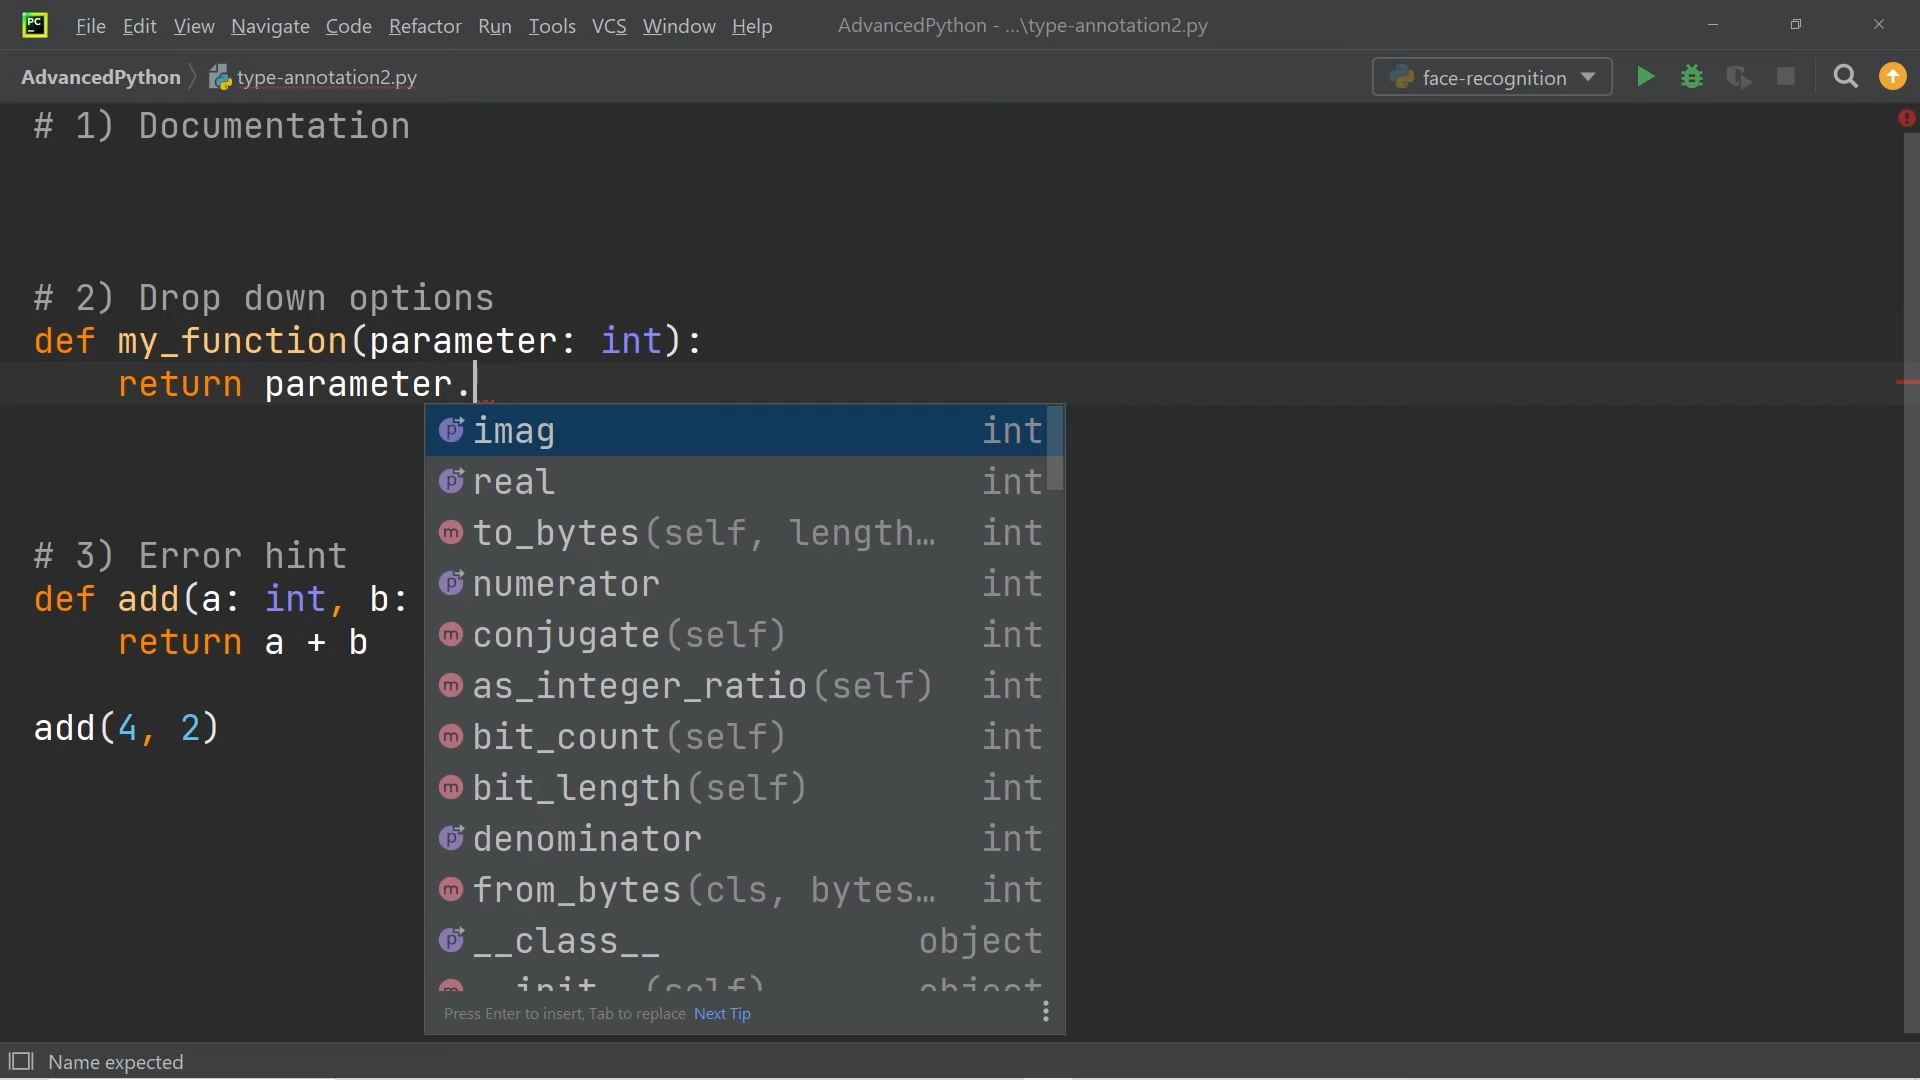 PC
File Edit View Navigate Code Refactor Run Tools VCS Window Help AdvancedPython - ...\type-annotation2.py
AdvancedPython type-annotation2.py face-recognition
# 1) Documentation
# 2) Drop down options
def my_function(parameter: int):
return parameter.
imag int
real int
to_bytes(self, length… int
numerator int
conjugate(self) int
as_integer_ratio(self) int
bit_count(self) int
bit_length(self) int
denominator int
from_bytes(cls, bytes… int
__class__ object
__init__(self) object
Press Enter to insert, Tab to replace Next Tip
# 3) Error hint
def add(a: int, b:
return a + b
add(4, 2)
Name expected